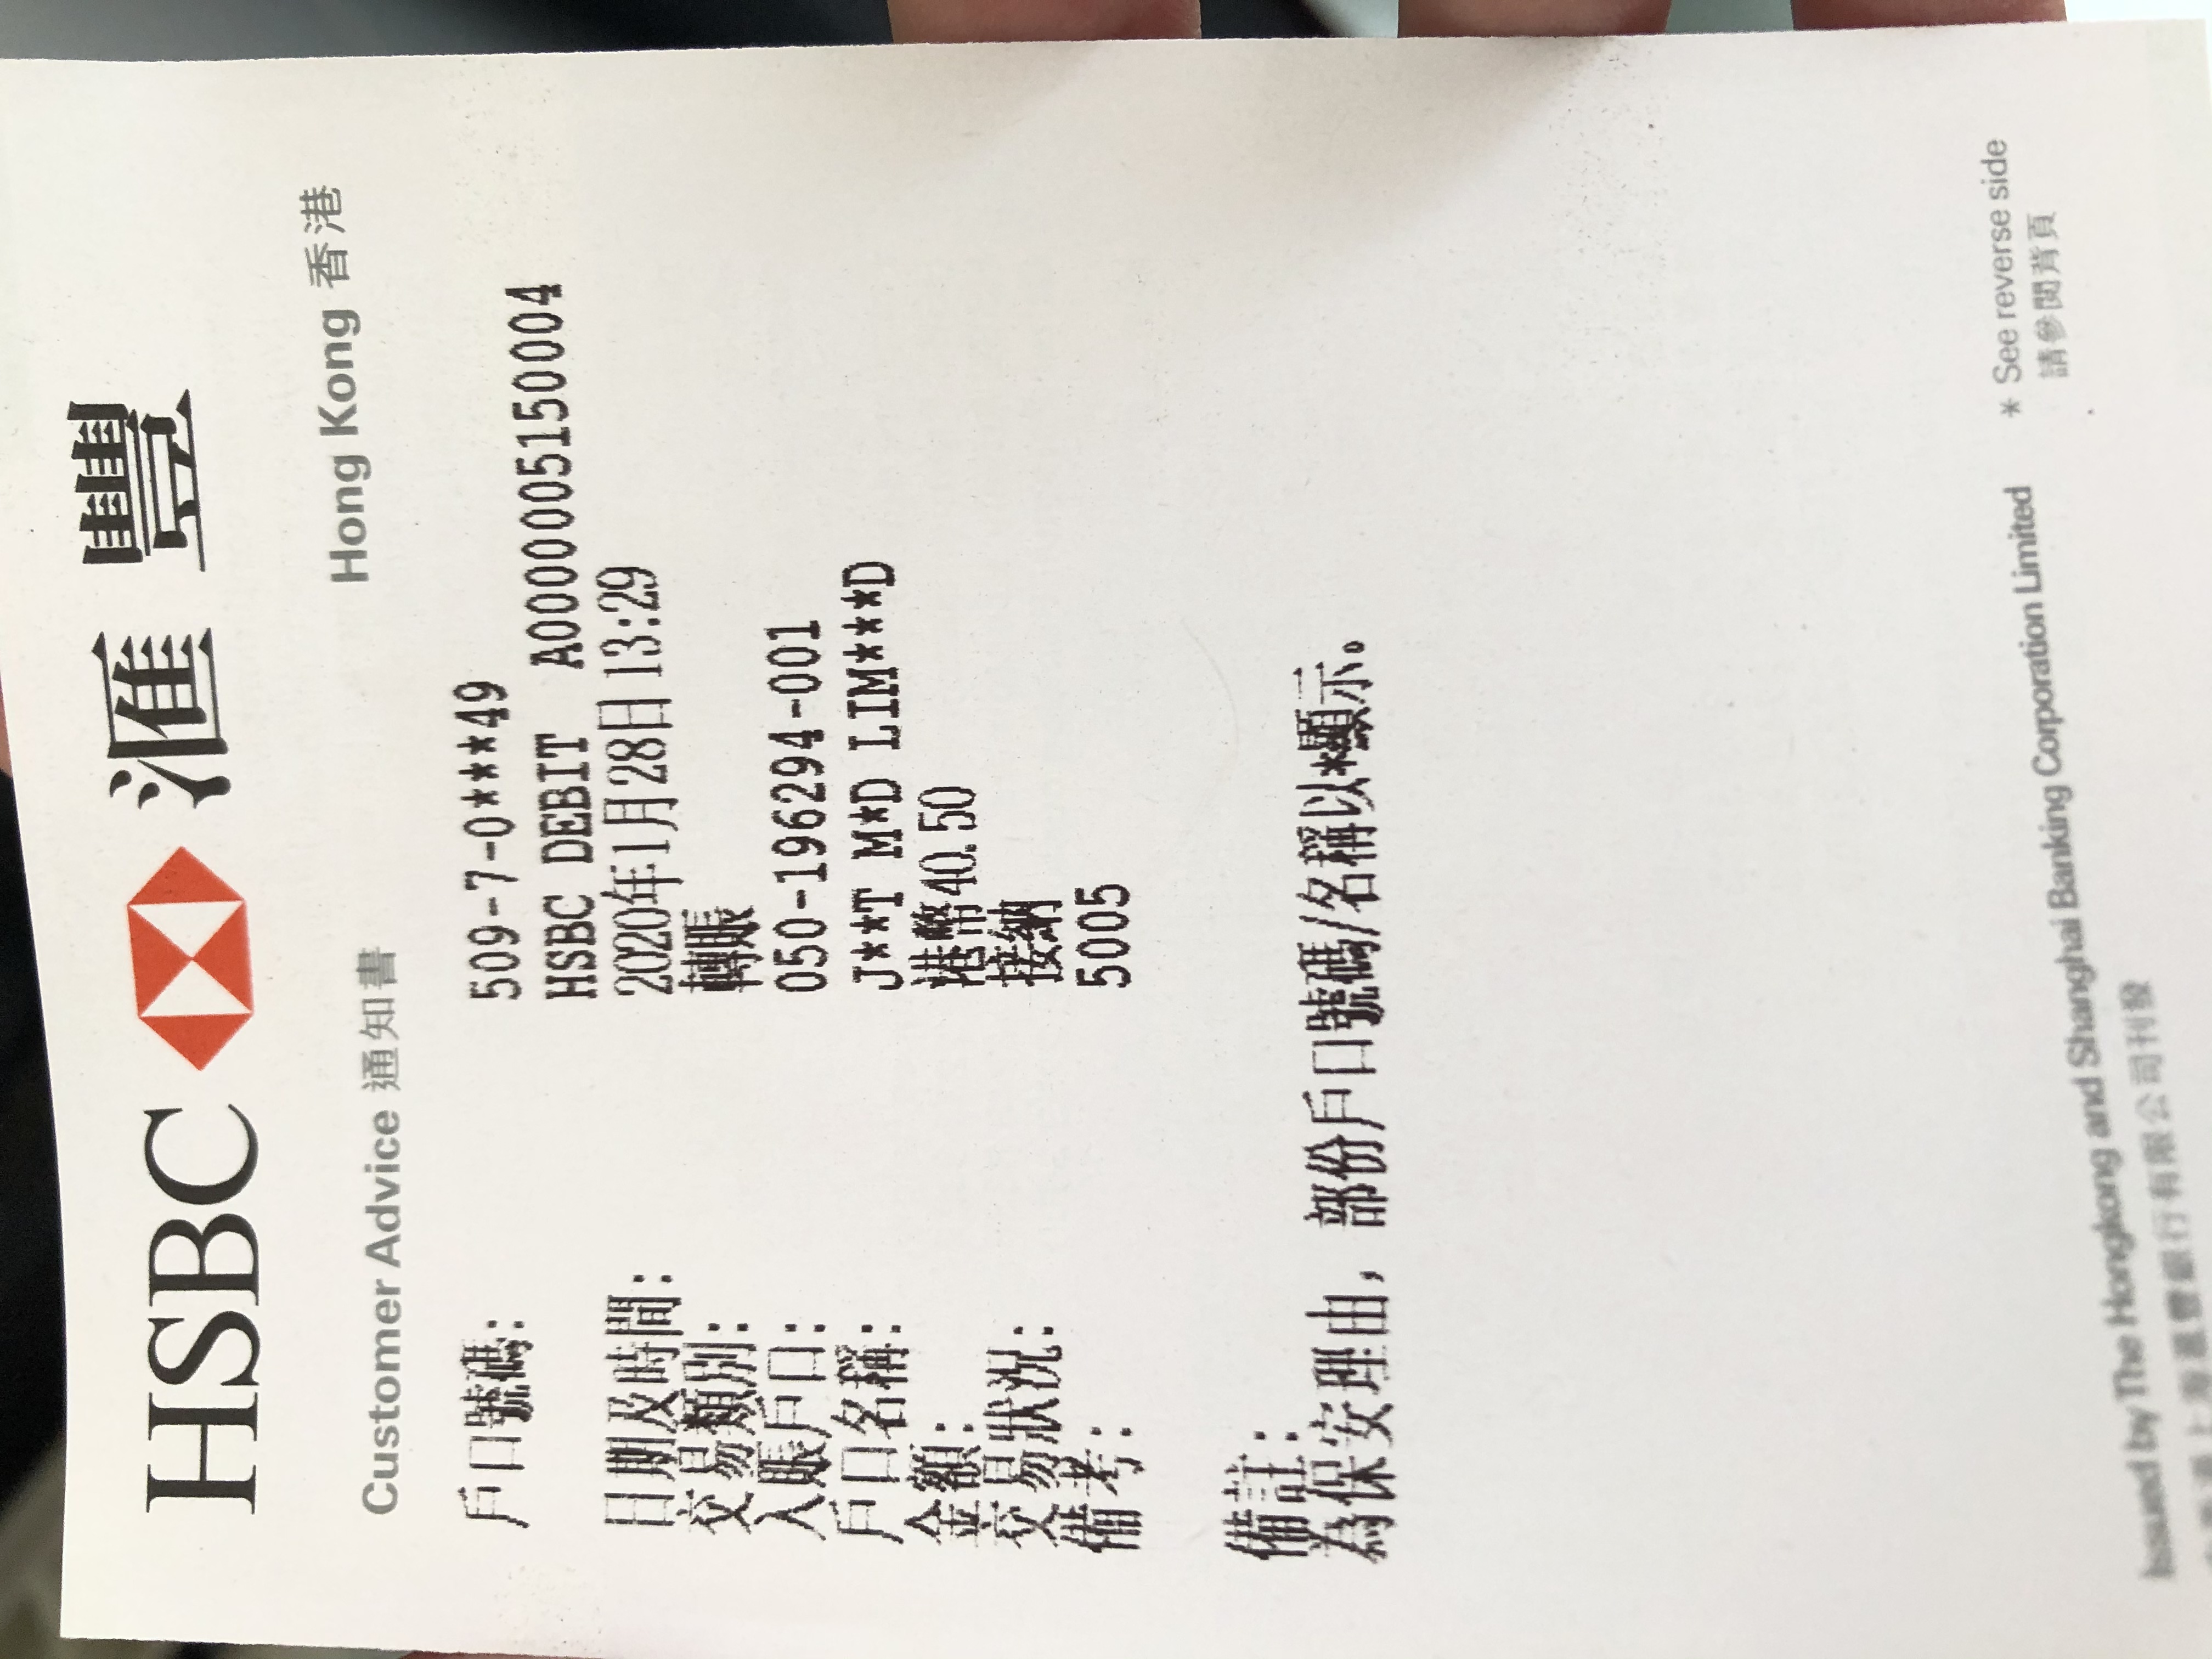 HSBC 滙豐
Customer Advice 通知書 Hong Kong 香港
戶口號碼: 509-7-0***49
HSBC DEBIT A0000005150004
日期及時間: 2020年1月28日 13:29
交易類別: 轉賬
入賬戶口: 050-196294-001
戶口名稱: J**T M*D LIM***D
金額: 港幣40.50
交易狀況: 接納
備考: 5005
備註:
為保安理由，部份戶口號碼/名稱以*顯示。
Issued by The Hongkong and Shanghai Banking Corporation Limited * See reverse side
上海滙豐銀行有限公司刊發 請參閱背頁